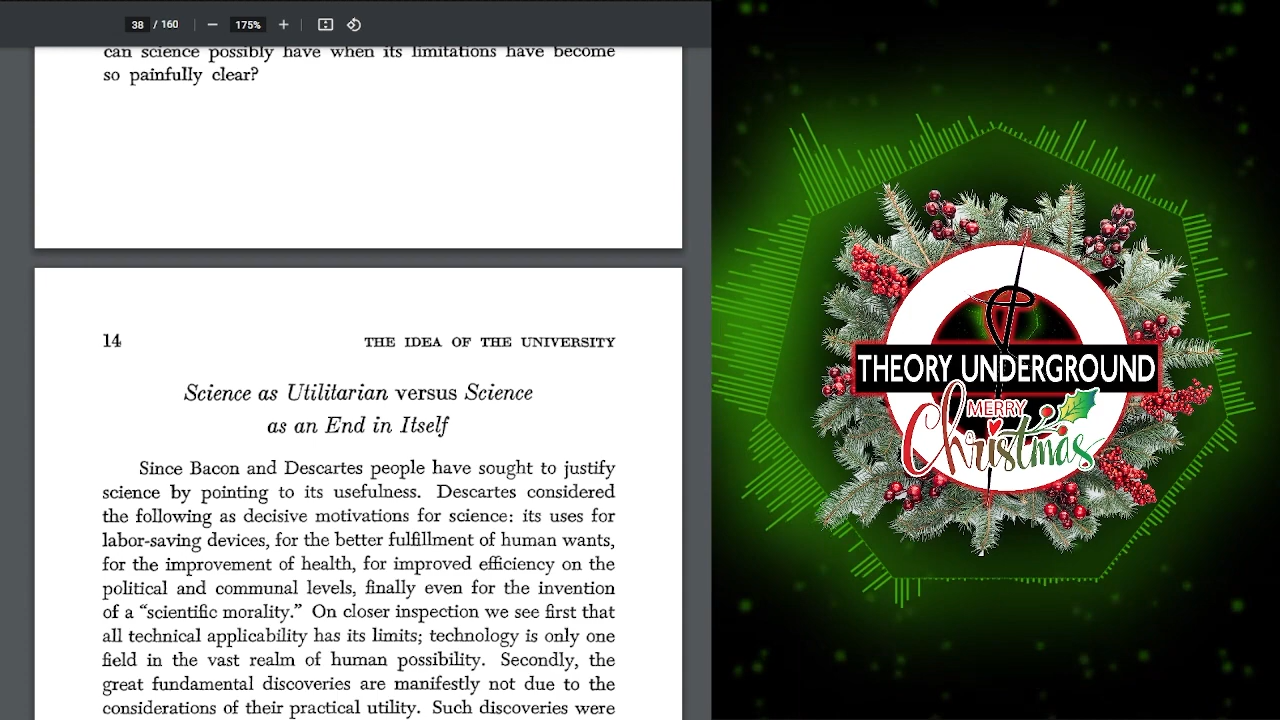 38 / 160
175%
can science possibly have when its limitations have become
so painfully clear?
14 THE IDEA OF THE UNIVERSITY
Science as Utilitarian versus Science
as an End in Itself
Since Bacon and Descartes people have sought to justify
science by pointing to its usefulness. Descartes considered
the following as decisive motivations for science: its uses for
labor-saving devices, for the better fulfillment of human wants,
for the improvement of health, for improved efficiency on the
political and communal levels, finally even for the invention
of a “scientific morality.” On closer inspection we see first that
all technical applicability has its limits; technology is only one
field in the vast realm of human possibility. Secondly, the
great fundamental discoveries are manifestly not due to the
considerations of their practical utility. Such discoveries were
THEORY UNDERGROUND
MERRY
Christmas